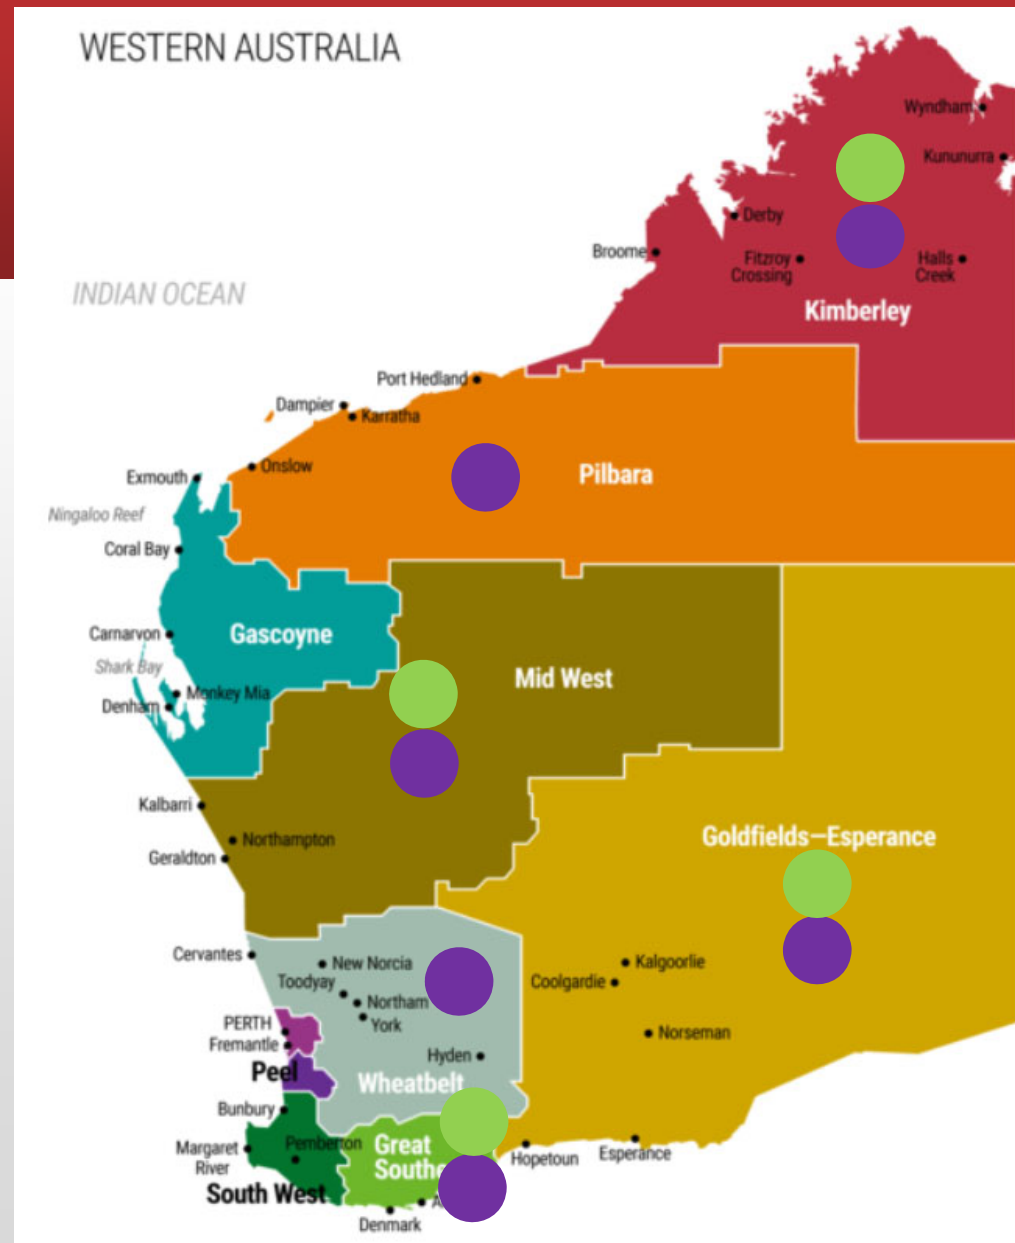 WESTERN AUSTRALIA
Wyndham
Kununurra
Derby
Broome
Fitzroy
Crossing
Halls
Creek
INDIAN OCEAN
Kimberley
Port Hedland
Dampier
Karratha
Onslow
Pilbara
Exmouth
Ningaloo Reef
Coral Bay
Gascoyne
Carnarvon
Shark Bay
Monkey Mia
Denham
Mid West
Kalbarri
Northampton
Geraldton
Goldfields–Esperance
Cervantes
New Norcia
Toodyay
Northam
York
Kalgoorlie
Coolgardie
PERTH
Fremantle
Norseman
Hyden
Peel
Wheatbelt
Bunbury
Pemberton
Margaret
River
Great
South
Hopetoun
Esperance
South West
Denmark